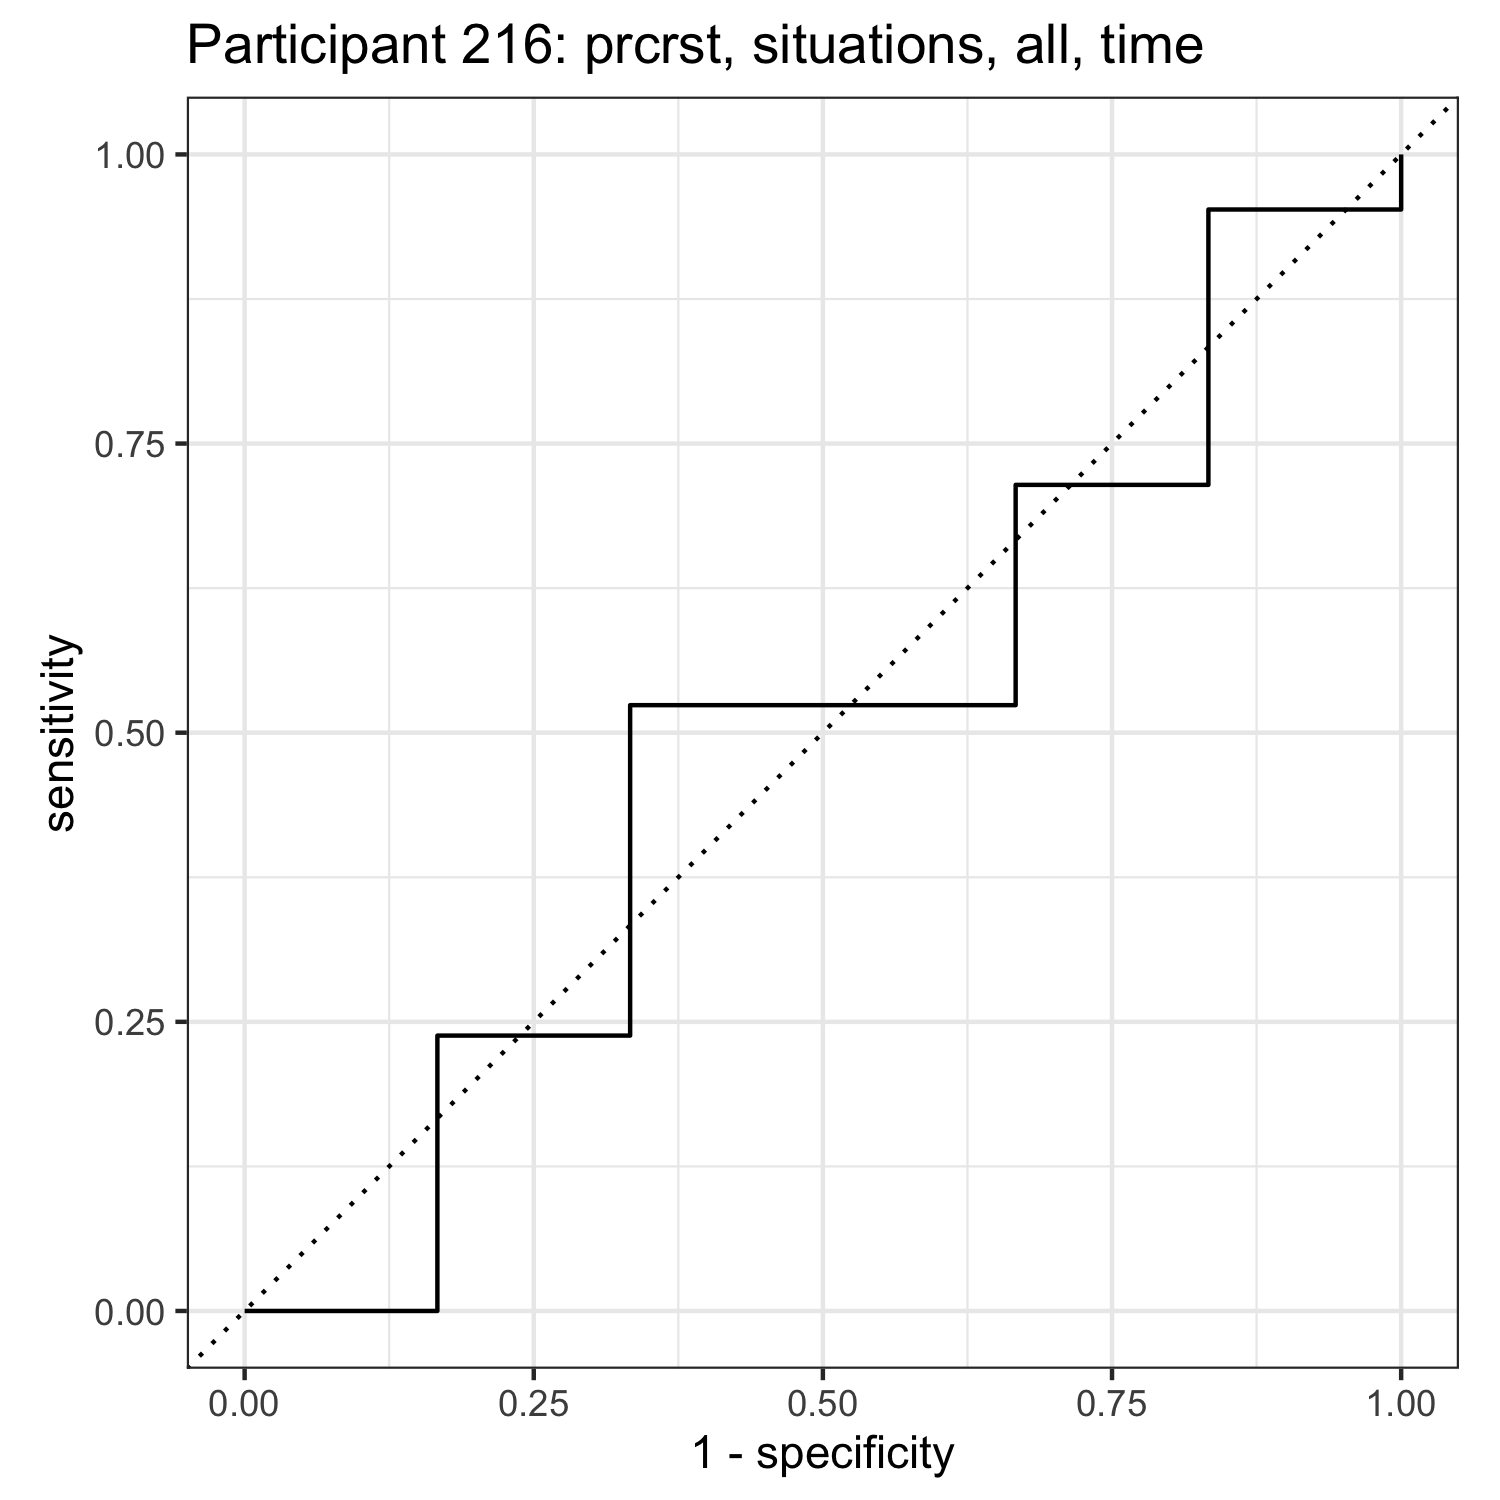 Participant 216: prcrst, situations, all, time
1.00
0.75
0.50
0.25
0.00
sensitivity
0.00 0.25 0.50 0.75 1.00
1 - specificity